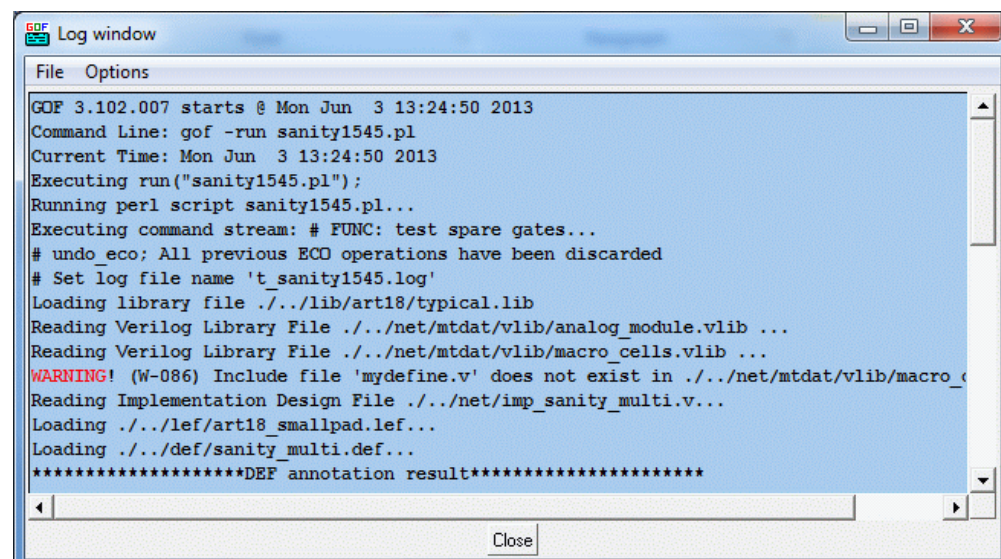 GOF
Log window
File Options
GOF 3.102.007 starts @ Mon Jun  3 13:24:50 2013
Command Line: gof -run sanity1545.pl
Current Time: Mon Jun  3 13:24:50 2013
Executing run("sanity1545.pl");
Running perl script sanity1545.pl...
Executing command stream: # FUNC: test spare gates...
# undo_eco; All previous ECO operations have been discarded
# Set log file name 't_sanity1545.log'
Loading library file ./../lib/art18/typical.lib
Reading Verilog Library File ./../net/mtdat/vlib/analog_module.vlib ...
Reading Verilog Library File ./../net/mtdat/vlib/macro_cells.vlib ...
WARNING! (W-086) Include file 'mydefine.v' does not exist in ./../net/mtdat/vlib/macro_
Reading Implementation Design File ./../net/imp_sanity_multi.v...
Loading ./../lef/art18_smallpad.lef...
Loading ./../def/sanity_multi.def...
********************DEF annotation result**********************
Close